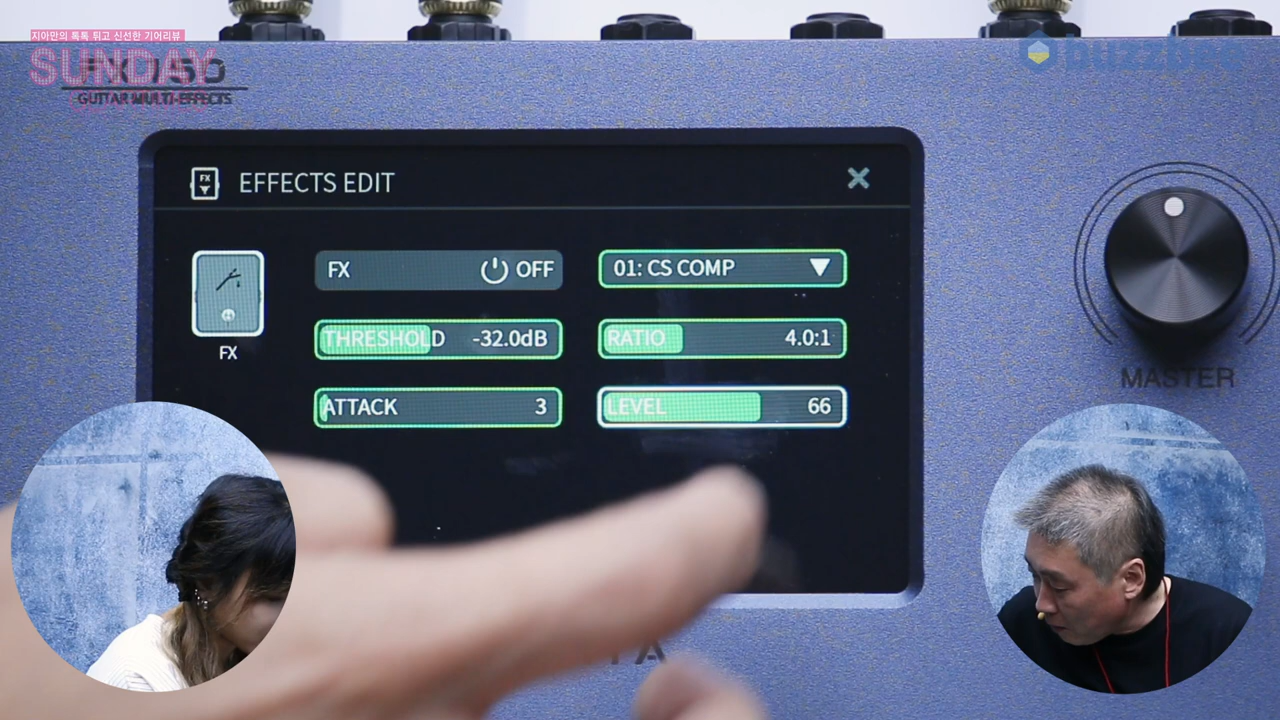 지아만의 톡톡 튀고 신선한 기어리뷰
SUNDAY
GUITAR MULTI-EFFECTS
buzzbee
FX
EFFECTS EDIT
FX OFF
01: CS COMP
THRESHOLD -32.0dB
RATIO 4.0:1
FX
ATTACK 3
LEVEL 66
MASTER